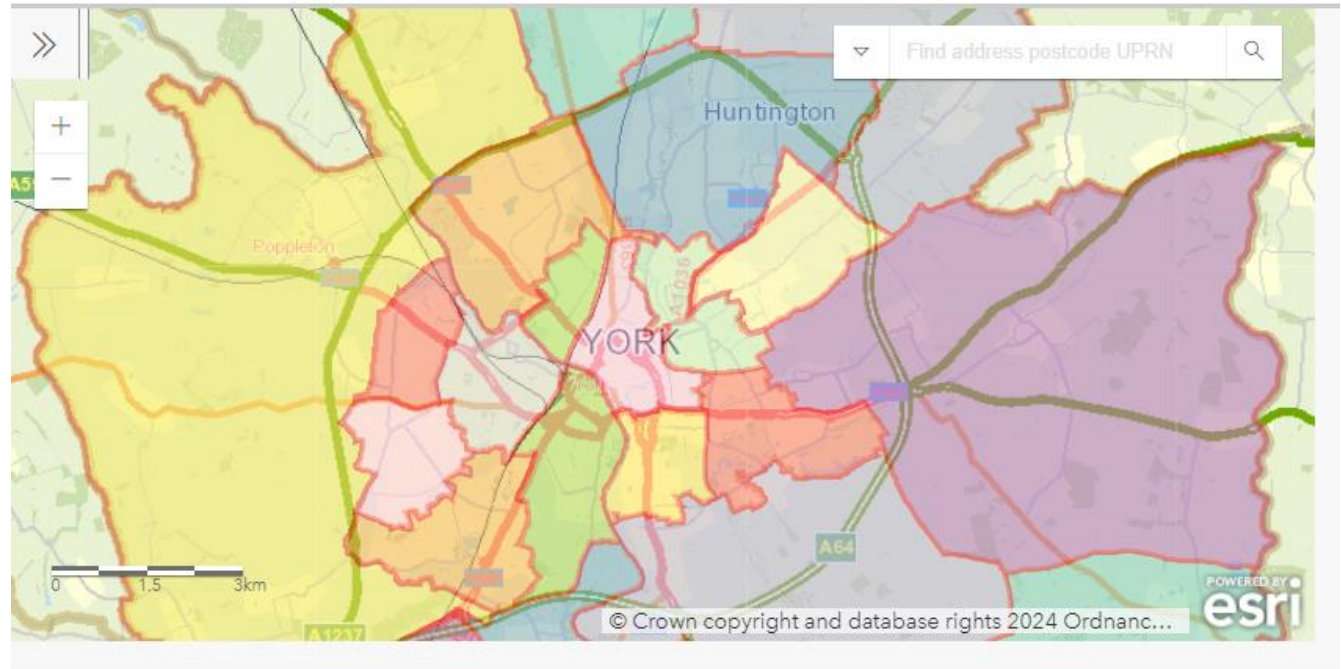 Find address postcode UPRN
Huntington
A59
Poppleton
A1036
YORK
A64
0 1.5 3km
A1237
POWERED BY
esri
© Crown copyright and database rights 2024 Ordnanc...